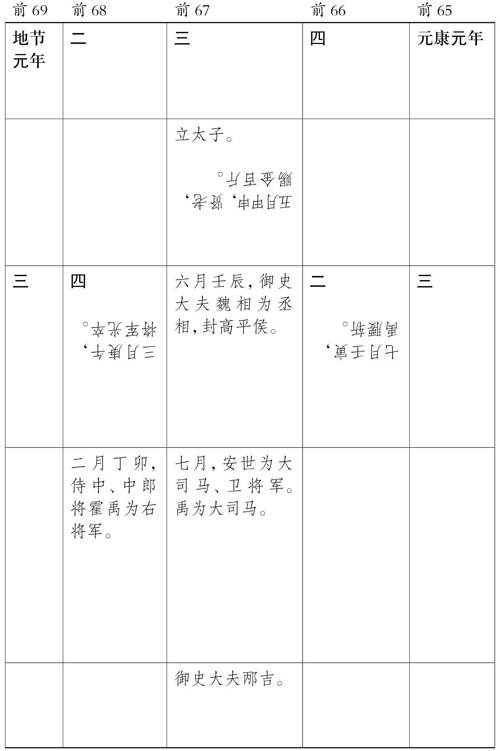 前 69 前 68 前 67 前 66 前 65
地节
元年
二
三
四
元康元年
立太子。
五月甲申，贤老，
赐金百斤。
三
四
三月庚午，
将军光卒。
六月壬辰，御史
大夫魏相为丞
相，封高平侯。
二
七月壬寅，
禹腰斩。
三
二月丁卯，
侍中、中郎
将霍禹为右
将军。
七月，安世为大
司马、卫将军。
禹为大司马。
御史大夫邴吉。